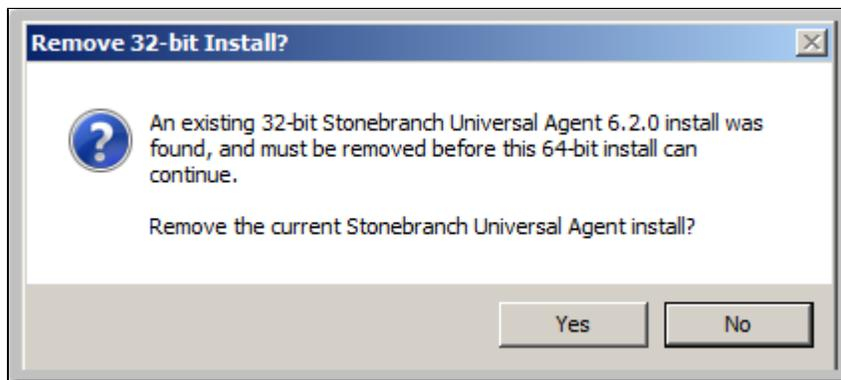 Remove 32-bit Install?
An existing 32-bit Stonebranch Universal Agent 6.2.0 install was
found, and must be removed before this 64-bit install can
continue.
Remove the current Stonebranch Universal Agent install?
Yes
No